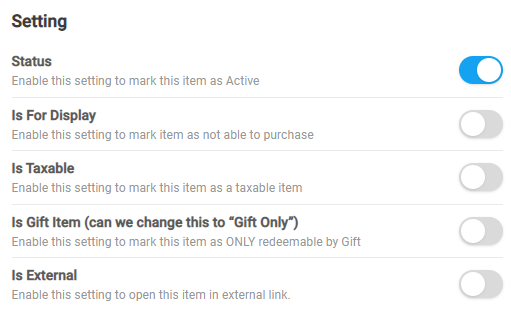 Setting
Status
Enable this setting to mark this item as Active
Is For Display
Enable this setting to mark item as not able to purchase
Is Taxable
Enable this setting to mark this item as a taxable item
Is Gift Item (can we change this to “Gift Only”)
Enable this setting to mark this item as ONLY redeemable by Gift
Is External
Enable this setting to open this item in external link.